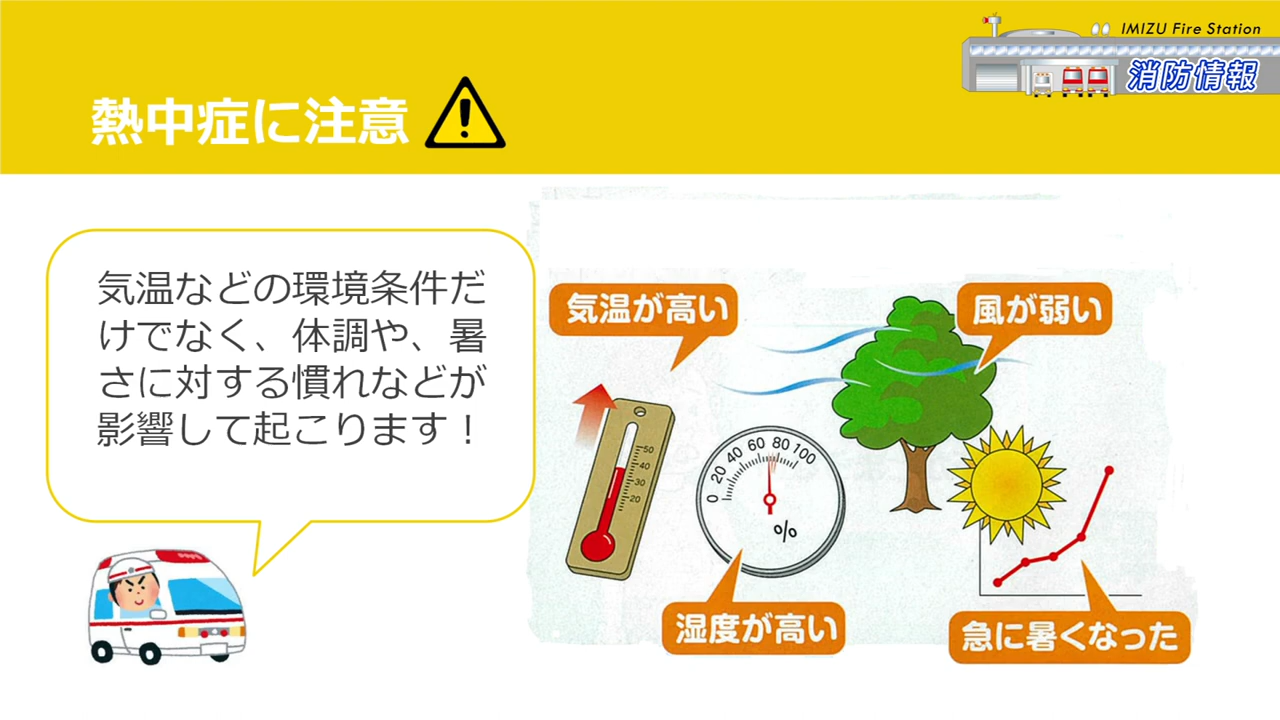 IMIZU Fire Station
消防情報
熱中症に注意
気温などの環境条件だ
けでなく、体調や、暑
さに対する慣れなどが
影響して起こります！
気温が高い
風が弱い
50
40
30
20
0 20 40 60 80 100
%
湿度が高い
急に暑くなった